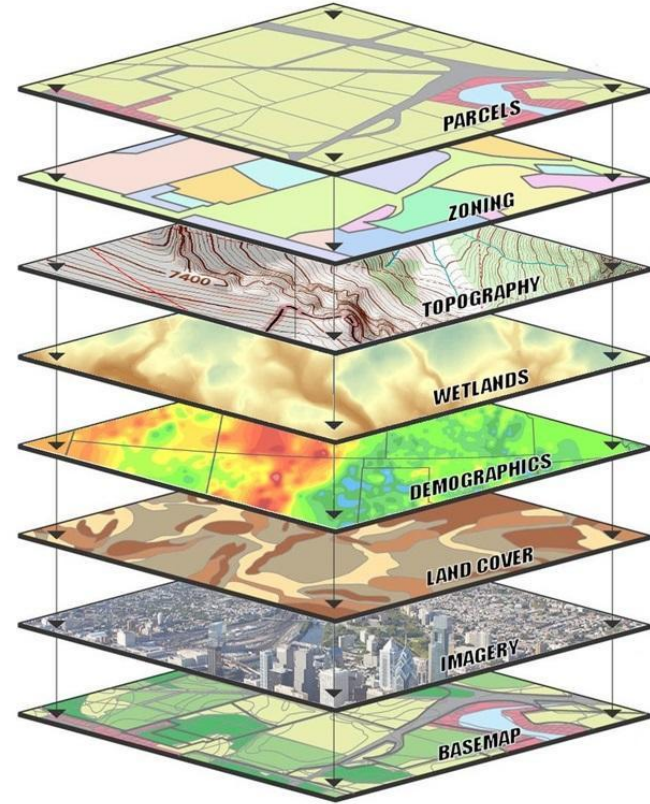 PARCELS
ZONING
7400
TOPOGRAPHY
WETLANDS
DEMOGRAPHICS
LAND COVER
IMAGERY
BASEMAP